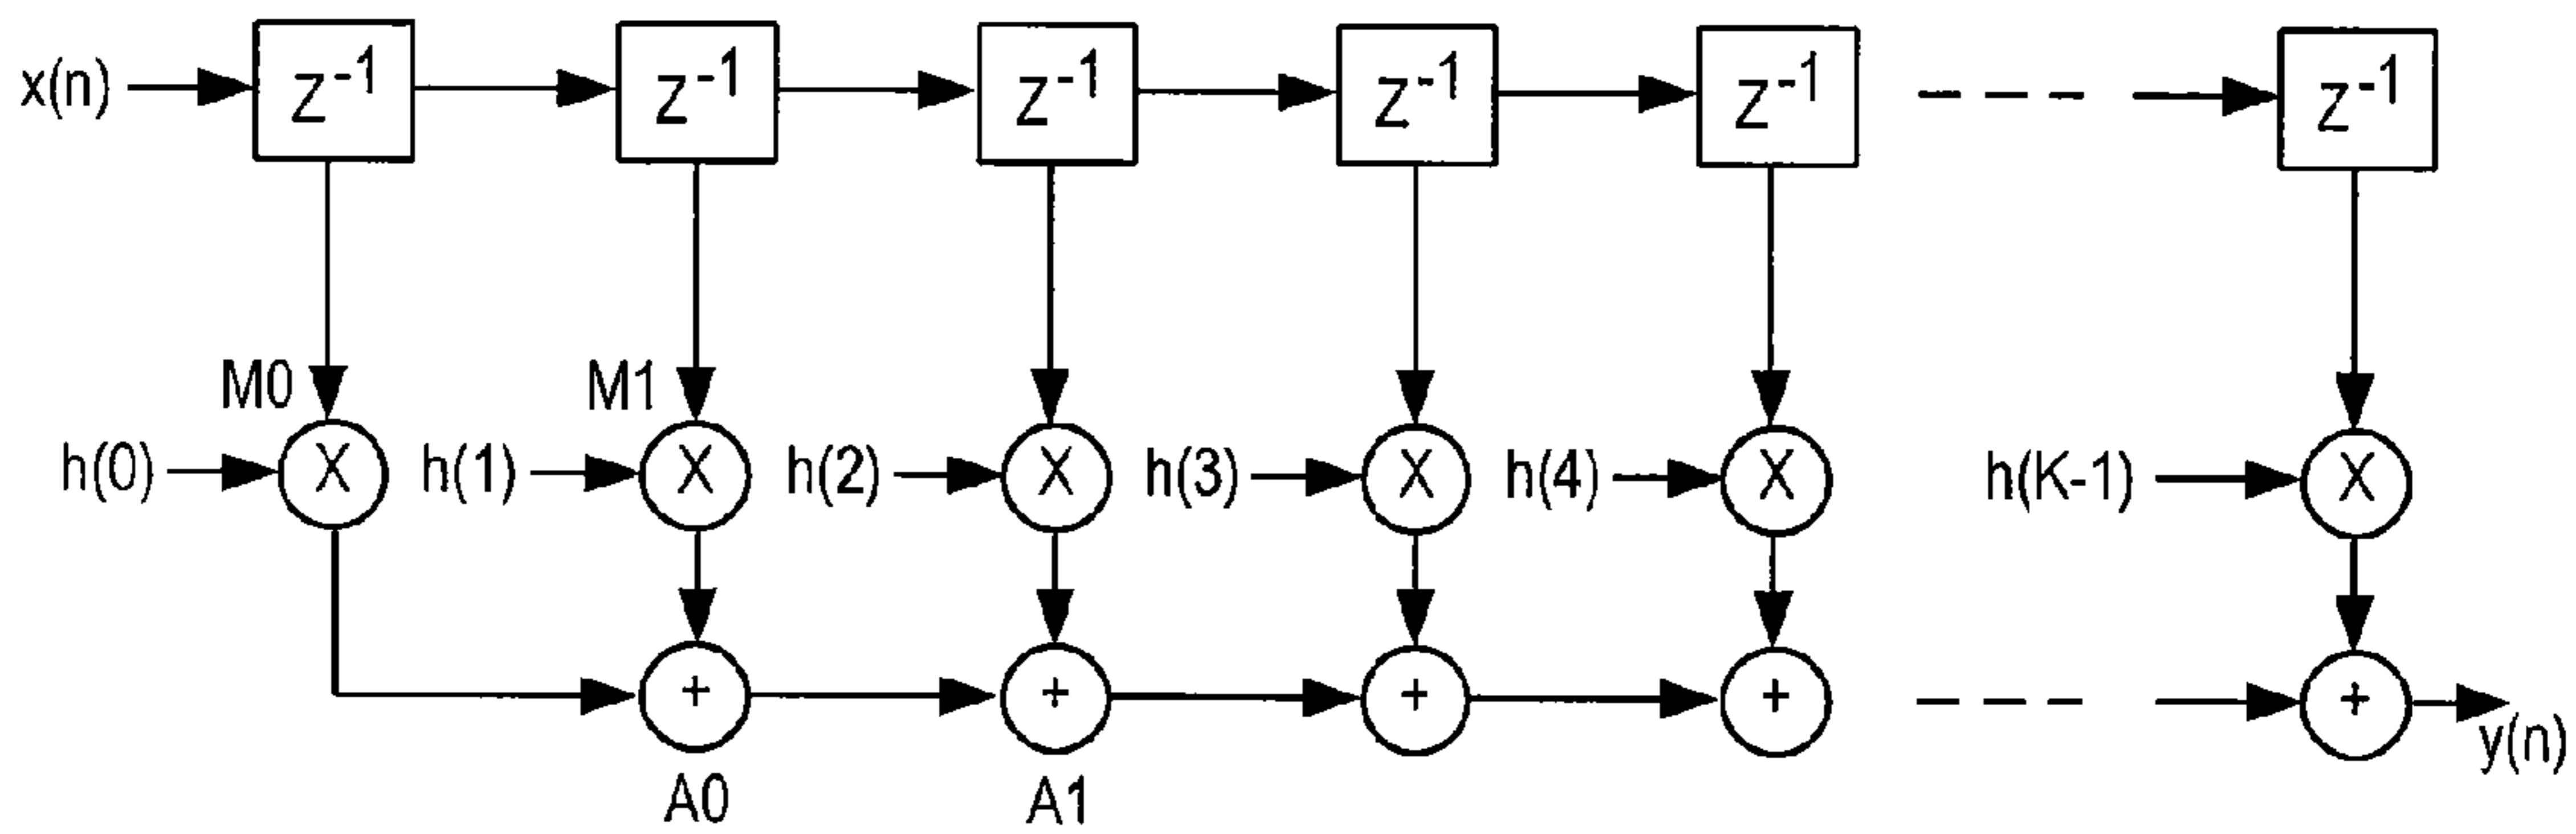 x(n) z⁻¹ z⁻¹ z⁻¹ z⁻¹ z⁻¹ z⁻¹
M0 M1
h(0) X h(1) X h(2) X h(3) X h(4) X h(K-1) X
+ + + + +
y(n)
A0 A1